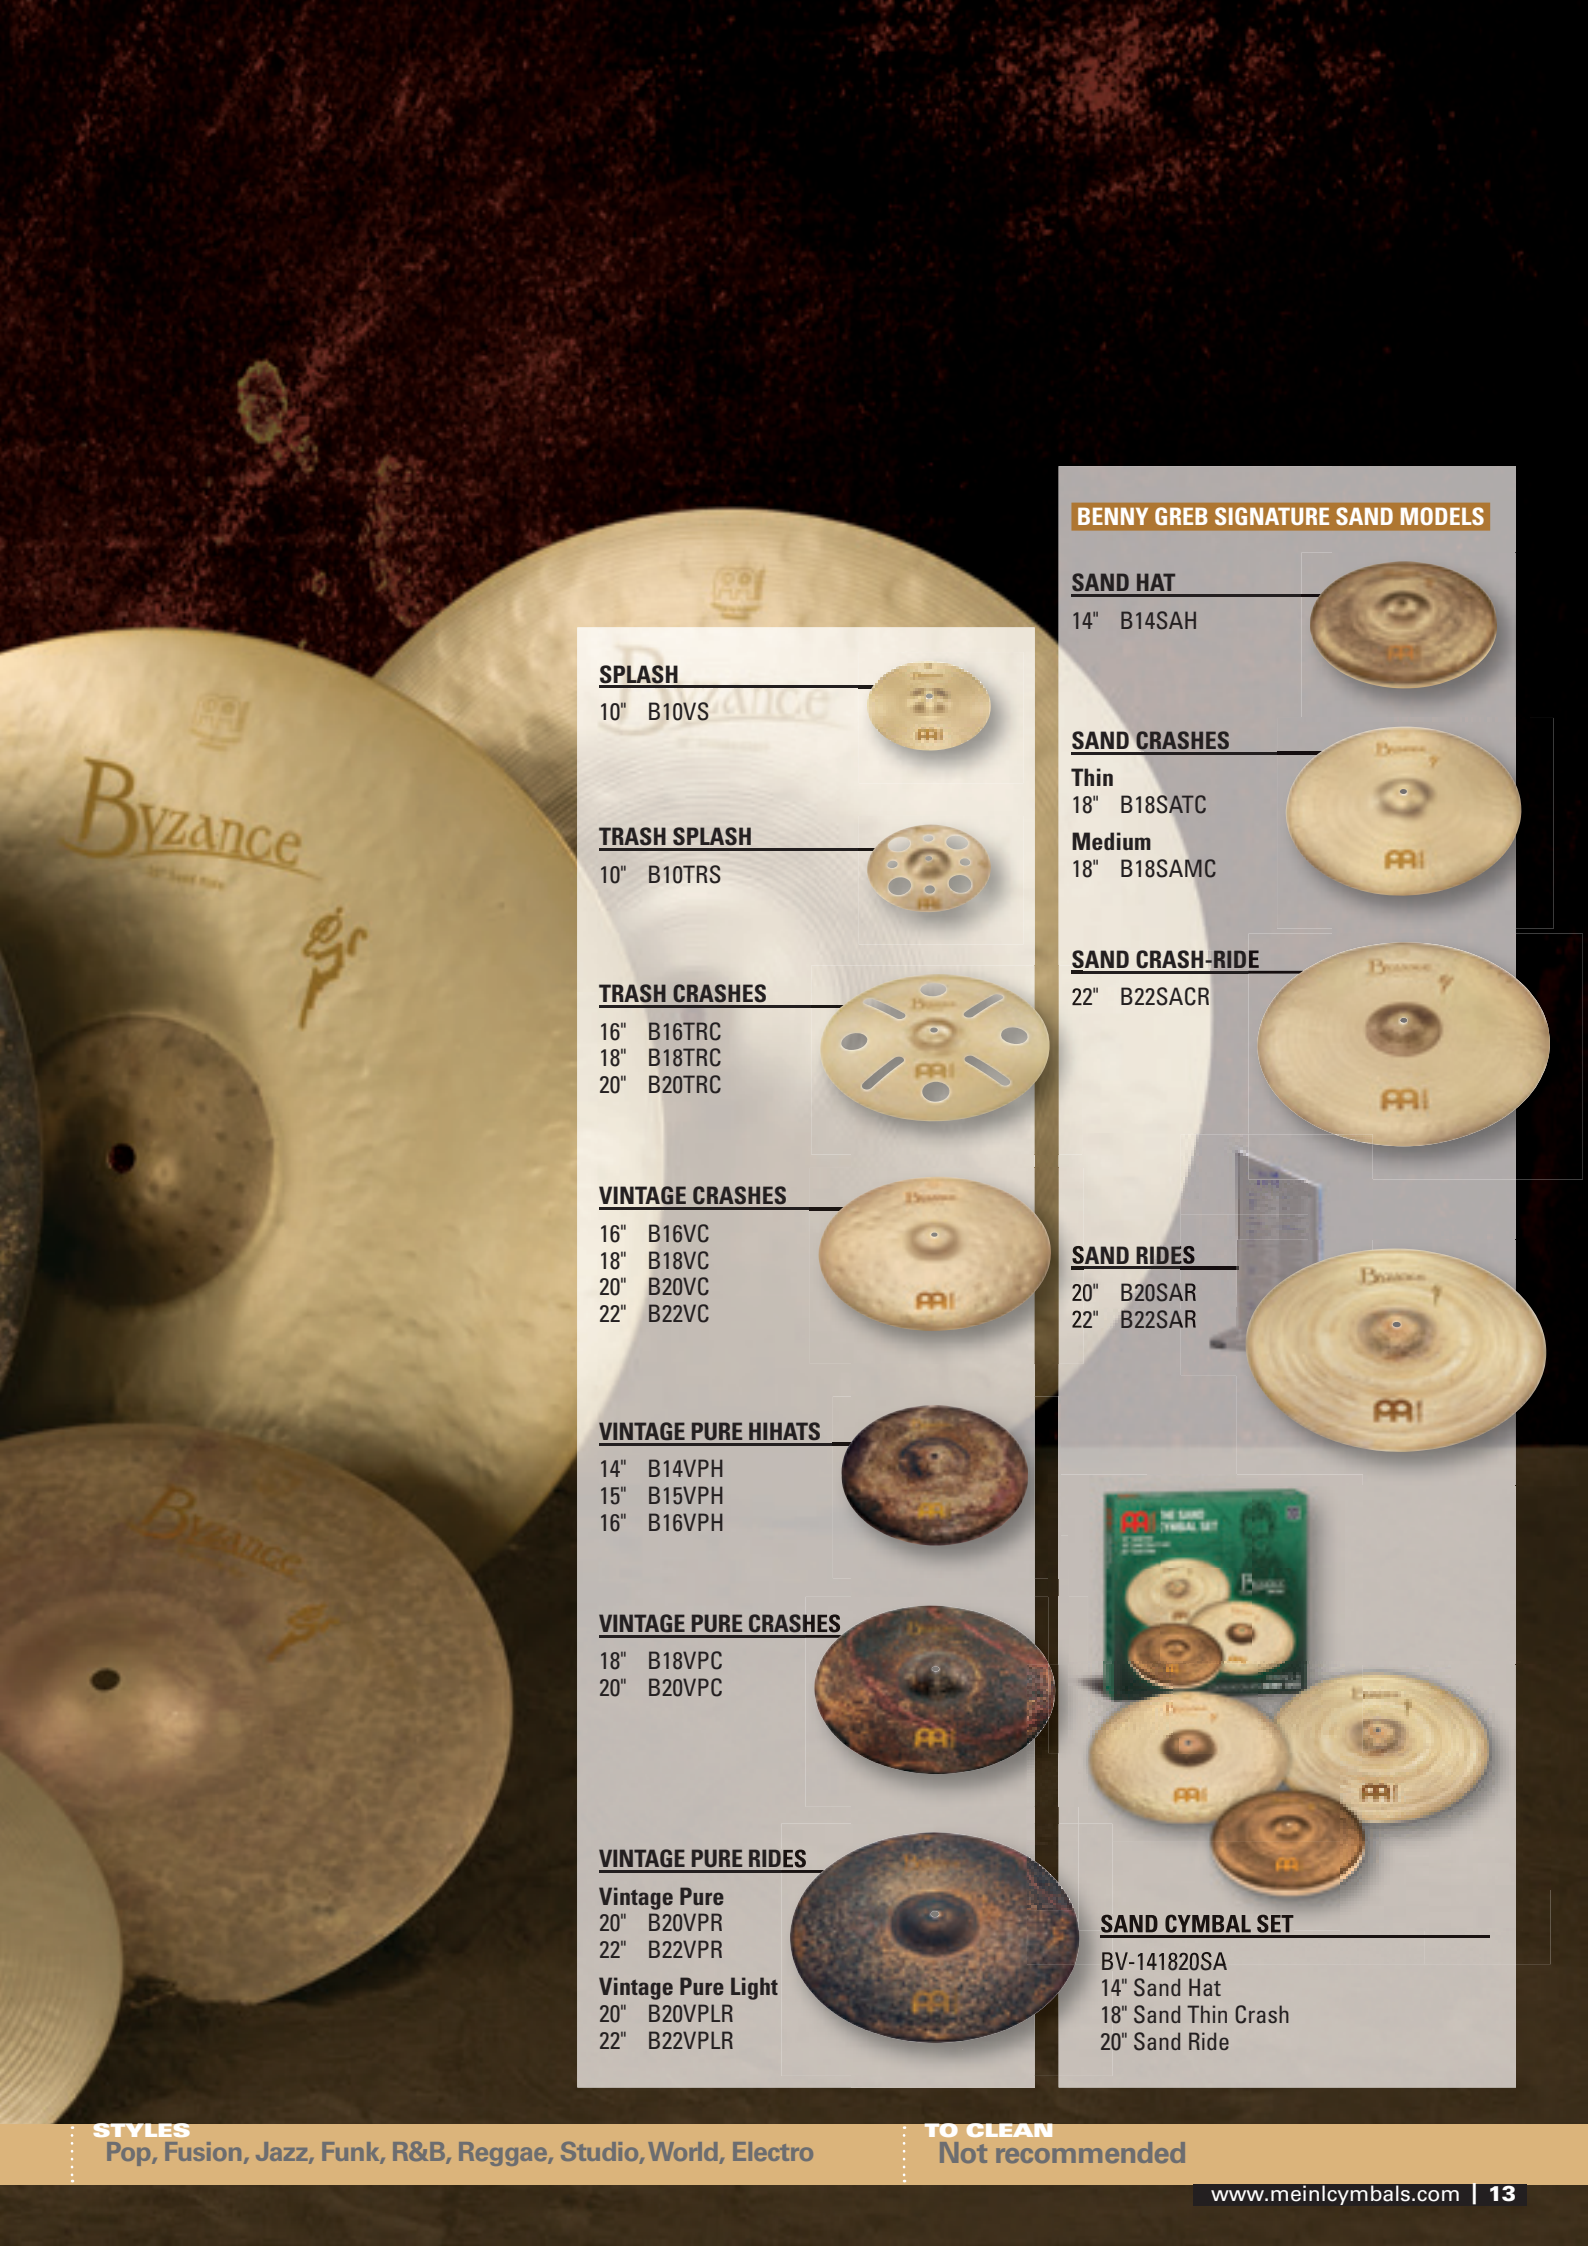 Byzance
Byzance
Byzance
SPLASH
10" B10VS
TRASH SPLASH
10" B10TRS
TRASH CRASHES
16" B16TRC
18" B18TRC
20" B20TRC
VINTAGE CRASHES
16" B16VC
18" B18VC
20" B20VC
22" B22VC
VINTAGE PURE HIHATS
14" B14VPH
15" B15VPH
16" B16VPH
VINTAGE PURE CRASHES
18" B18VPC
20" B20VPC
VINTAGE PURE RIDES
Vintage Pure
20" B20VPR
22" B22VPR
Vintage Pure Light
20" B20VPLR
22" B22VPLR
BENNY GREB SIGNATURE SAND MODELS
SAND HAT
14" B14SAH
SAND CRASHES
Thin
18" B18SATC
Medium
18" B18SAMC
SAND CRASH-RIDE
22" B22SACR
SAND RIDES
20" B20SAR
22" B22SAR
THE SAND
CYMBAL SET
SAND CYMBAL SET
BV-141820SA
14" Sand Hat
18" Sand Thin Crash
20" Sand Ride
STYLES
Pop, Fusion, Jazz, Funk, R&B, Reggae, Studio, World, Electro
TO CLEAN
Not recommended
www.meinlcymbals.com | 13